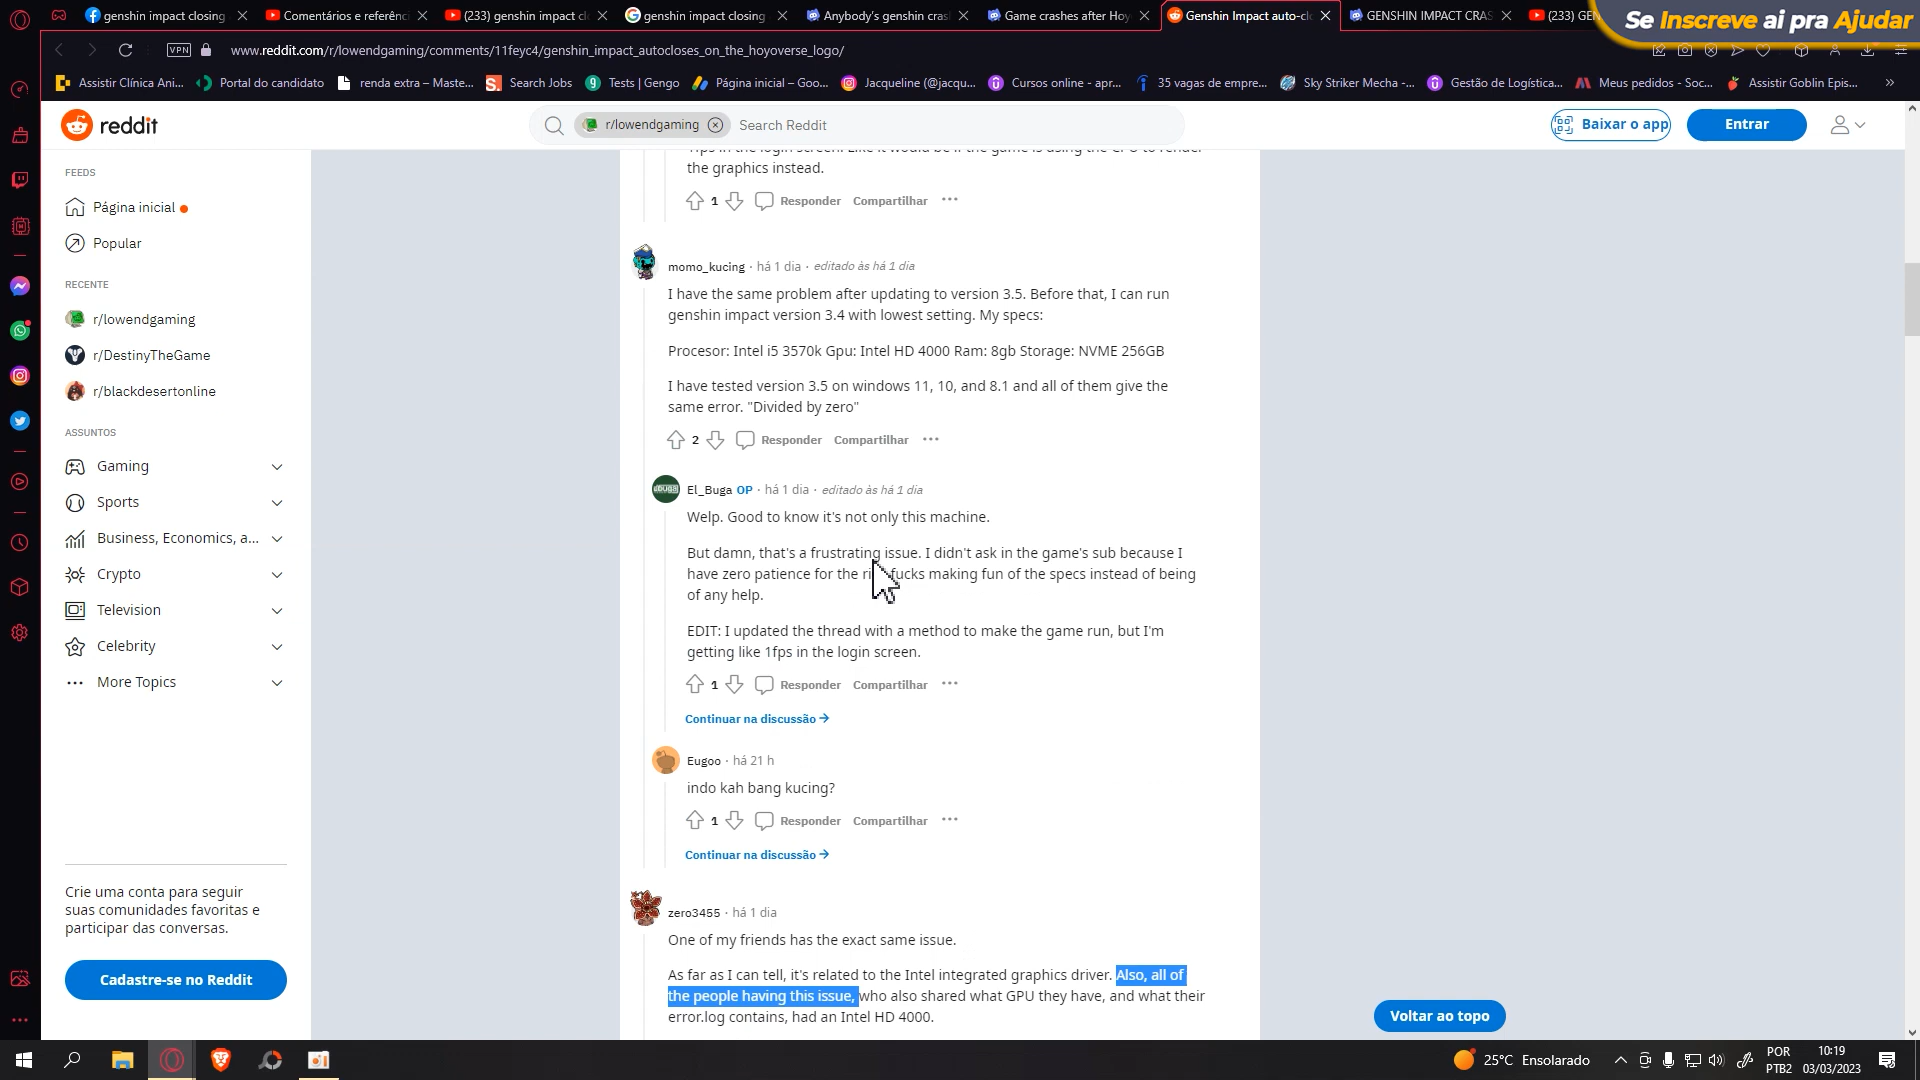 genshin impact closing
Comentários e referênci
(233) genshin impact cl
genshin impact closing
Anybody's genshin cras
Game crashes after Hoy
Genshin Impact auto-cl
GENSHIN IMPACT CRAS
(233) GEN
Se Inscreve ai pra Ajudar
VPN
www.reddit.com/r/lowendgaming/comments/11feyc4/genshin_impact_autocloses_on_the_hoyoverse_logo/
Assistir Clínica Ani...
Portal do candidato
renda extra – Maste...
Search Jobs
Tests | Gengo
Página inicial – Goo...
Jacqueline (@jacqu...
Cursos online - apr...
35 vagas de empre...
Sky Striker Mecha -...
Gestão de Logística...
Meus pedidos - Soc...
Assistir Goblin Epis...
»
reddit
r/lowendgaming
Search Reddit
Baixar o app
Entrar
FEEDS
Página inicial
Popular
RECENTE
r/lowendgaming
r/DestinyTheGame
r/blackdesertonline
ASSUNTOS
Gaming
Sports
Business, Economics, a...
Crypto
Television
Celebrity
More Topics
Crie uma conta para seguir
suas comunidades favoritas e
participar das conversas.
Cadastre-se no Reddit
the graphics instead.
1 Responder Compartilhar ...
momo_kucing · há 1 dia · editado às há 1 dia
I have the same problem after updating to version 3.5. Before that, I can run
genshin impact version 3.4 with lowest setting. My specs:
Procesor: Intel i5 3570k Gpu: Intel HD 4000 Ram: 8gb Storage: NVME 256GB
I have tested version 3.5 on windows 11, 10, and 8.1 and all of them give the
same error. "Divided by zero"
2 Responder Compartilhar ...
El_Buga OP · há 1 dia · editado às há 1 dia
Welp. Good to know it's not only this machine.
But damn, that's a frustrating issue. I didn't ask in the game's sub because I
have zero patience for the fucks making fun of the specs instead of being
of any help.
EDIT: I updated the thread with a method to make the game run, but I'm
getting like 1fps in the login screen.
1 Responder Compartilhar ...
Continuar na discussão →
Eugoo · há 21 h
indo kah bang kucing?
1 Responder Compartilhar ...
Continuar na discussão →
zero3455 · há 1 dia
One of my friends has the exact same issue.
As far as I can tell, it's related to the Intel integrated graphics driver. Also, all of
the people having this issue, who also shared what GPU they have, and what their
error.log contains, had an Intel HD 4000.
Voltar ao topo
25°C Ensolarado
POR
PTB2
10:19
03/03/2023